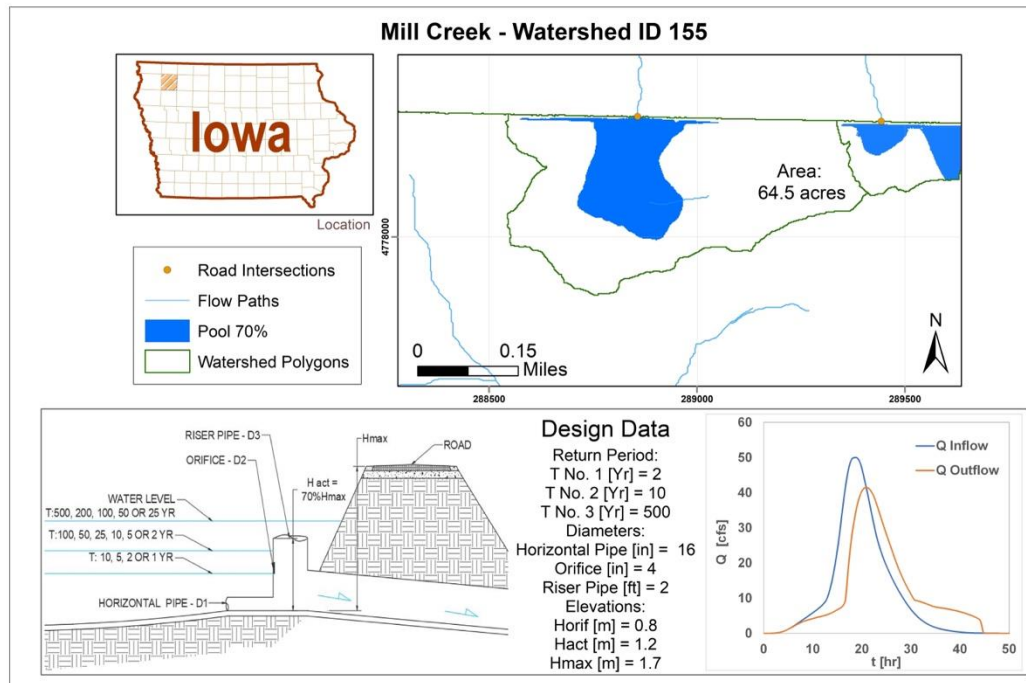 Mill Creek - Watershed ID 155
Iowa
Location
Road Intersections
Flow Paths
Pool 70%
Watershed Polygons
Area:
64.5 acres
4778000
0 0.15
Miles
N
288500 289000 289500
RISER PIPE - D3
ORIFICE - D2
Hmax
ROAD
H act =
70%Hmax
WATER LEVEL
T:500, 200, 100, 50 OR 25 YR
T:100, 50, 25, 10, 5 OR 2 YR
T: 10, 5, 2 OR 1 YR
HORIZONTAL PIPE - D1
Design Data
Return Period:
T No. 1 [Yr] = 2
T No. 2 [Yr] = 10
T No. 3 [Yr] = 500
Diameters:
Horizontal Pipe [in] = 16
Orifice [in] = 4
Riser Pipe [ft] = 2
Elevations:
Horif [m] = 0.8
Hact [m] = 1.2
Hmax [m] = 1.7
Q Inflow
Q Outflow
Q [cfs]
60
50
40
30
20
10
0
0 10 20 30 40 50
t [hr]